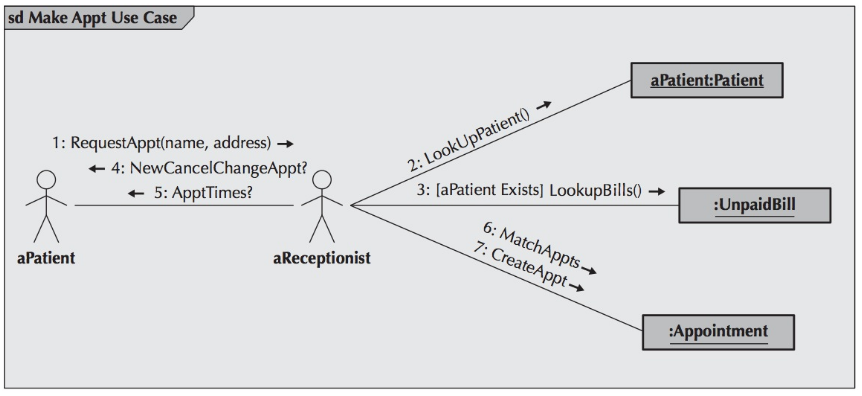 sd Make Appt Use Case
aPatient:Patient
1: RequestAppt(name, address)
4: NewCancelChangeAppt?
5: ApptTimes?
2: LookUpPatient()
3: [aPatient Exists] LookupBills()
:UnpaidBill
6: MatchAppts
7: CreateAppt
aPatient
aReceptionist
:Appointment